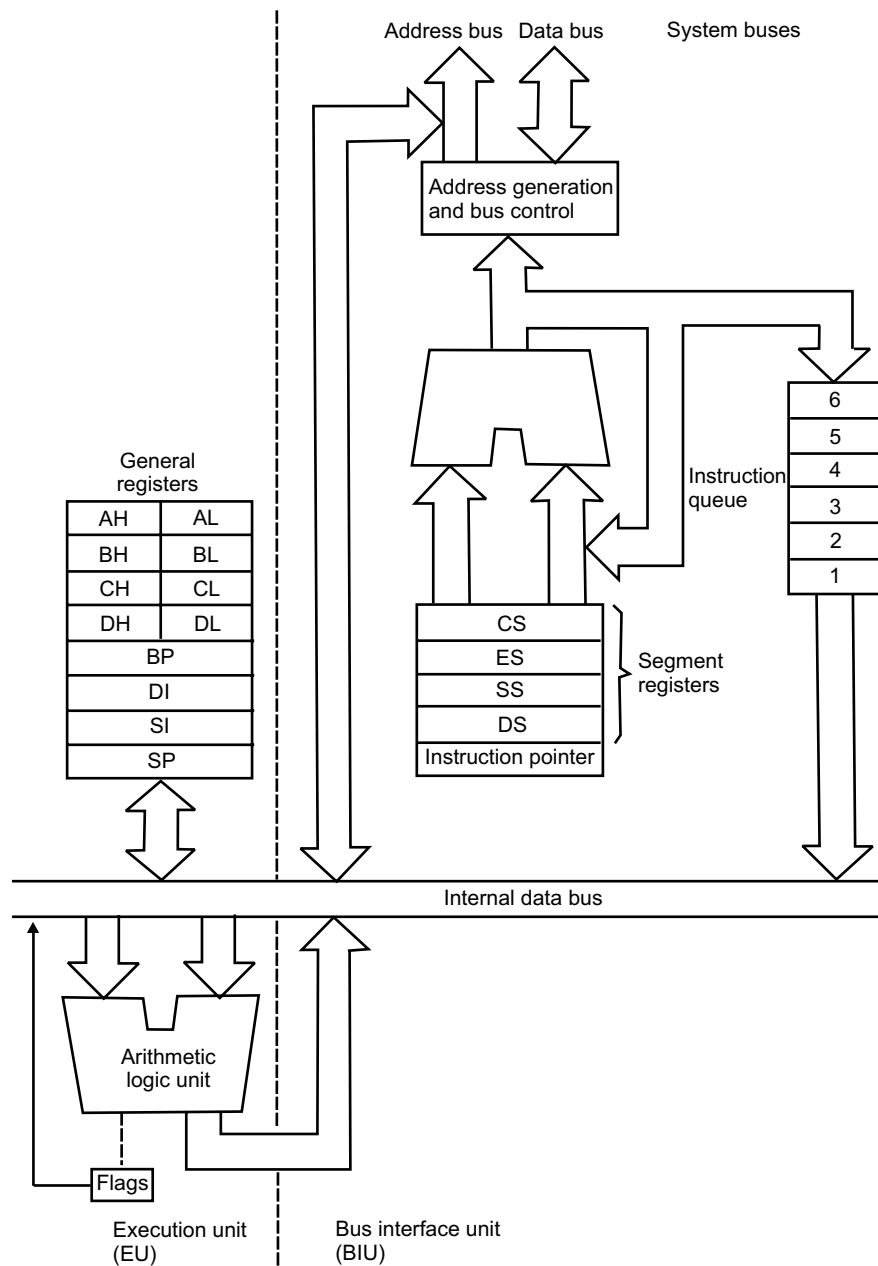 Address bus
Data bus
System buses
Address generation
and bus control
6
5
4
3
2
1
Instruction
queue
General
registers
AH
AL
BH
BL
CH
CL
DH
DL
BP
DI
SI
SP
CS
ES
SS
DS
Instruction pointer
Segment
registers
Internal data bus
Arithmetic
logic unit
Flags
Execution unit
(EU)
Bus interface unit
(BIU)